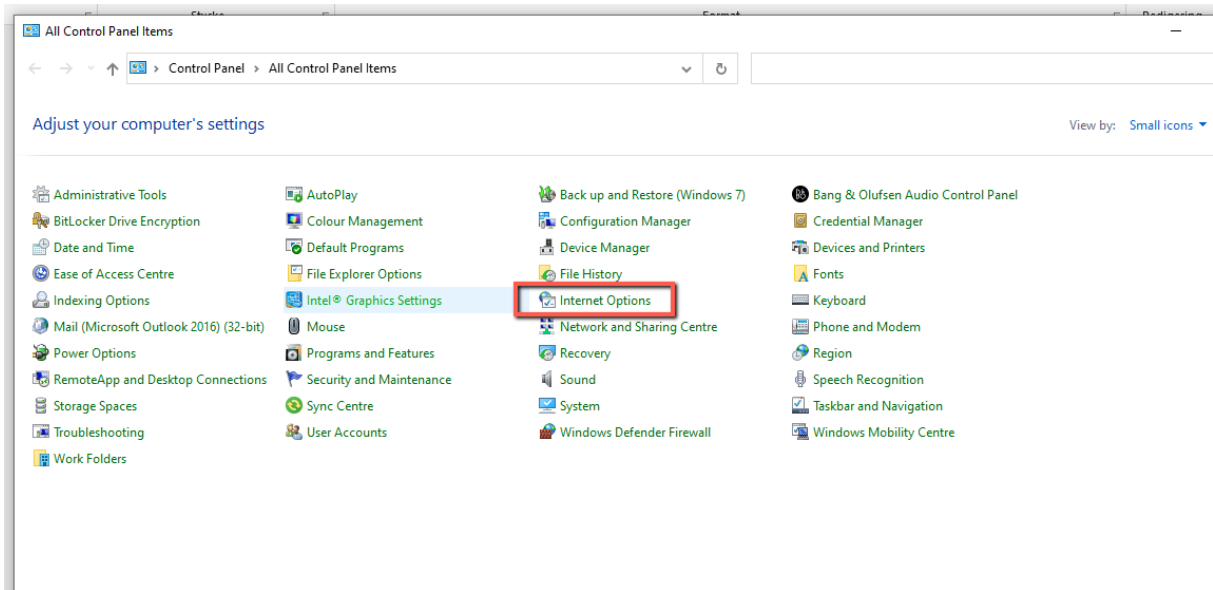 All Control Panel Items
Control Panel > All Control Panel Items
Adjust your computer's settings
View by: Small icons
Administrative Tools
AutoPlay
Back up and Restore (Windows 7)
Bang & Olufsen Audio Control Panel
BitLocker Drive Encryption
Colour Management
Configuration Manager
Credential Manager
Date and Time
Default Programs
Device Manager
Devices and Printers
Ease of Access Centre
File Explorer Options
File History
Fonts
Indexing Options
Intel® Graphics Settings
Internet Options
Keyboard
Mail (Microsoft Outlook 2016) (32-bit)
Mouse
Network and Sharing Centre
Phone and Modem
Power Options
Programs and Features
Recovery
Region
RemoteApp and Desktop Connections
Security and Maintenance
Sound
Speech Recognition
Storage Spaces
Sync Centre
System
Taskbar and Navigation
Troubleshooting
User Accounts
Windows Defender Firewall
Windows Mobility Centre
Work Folders